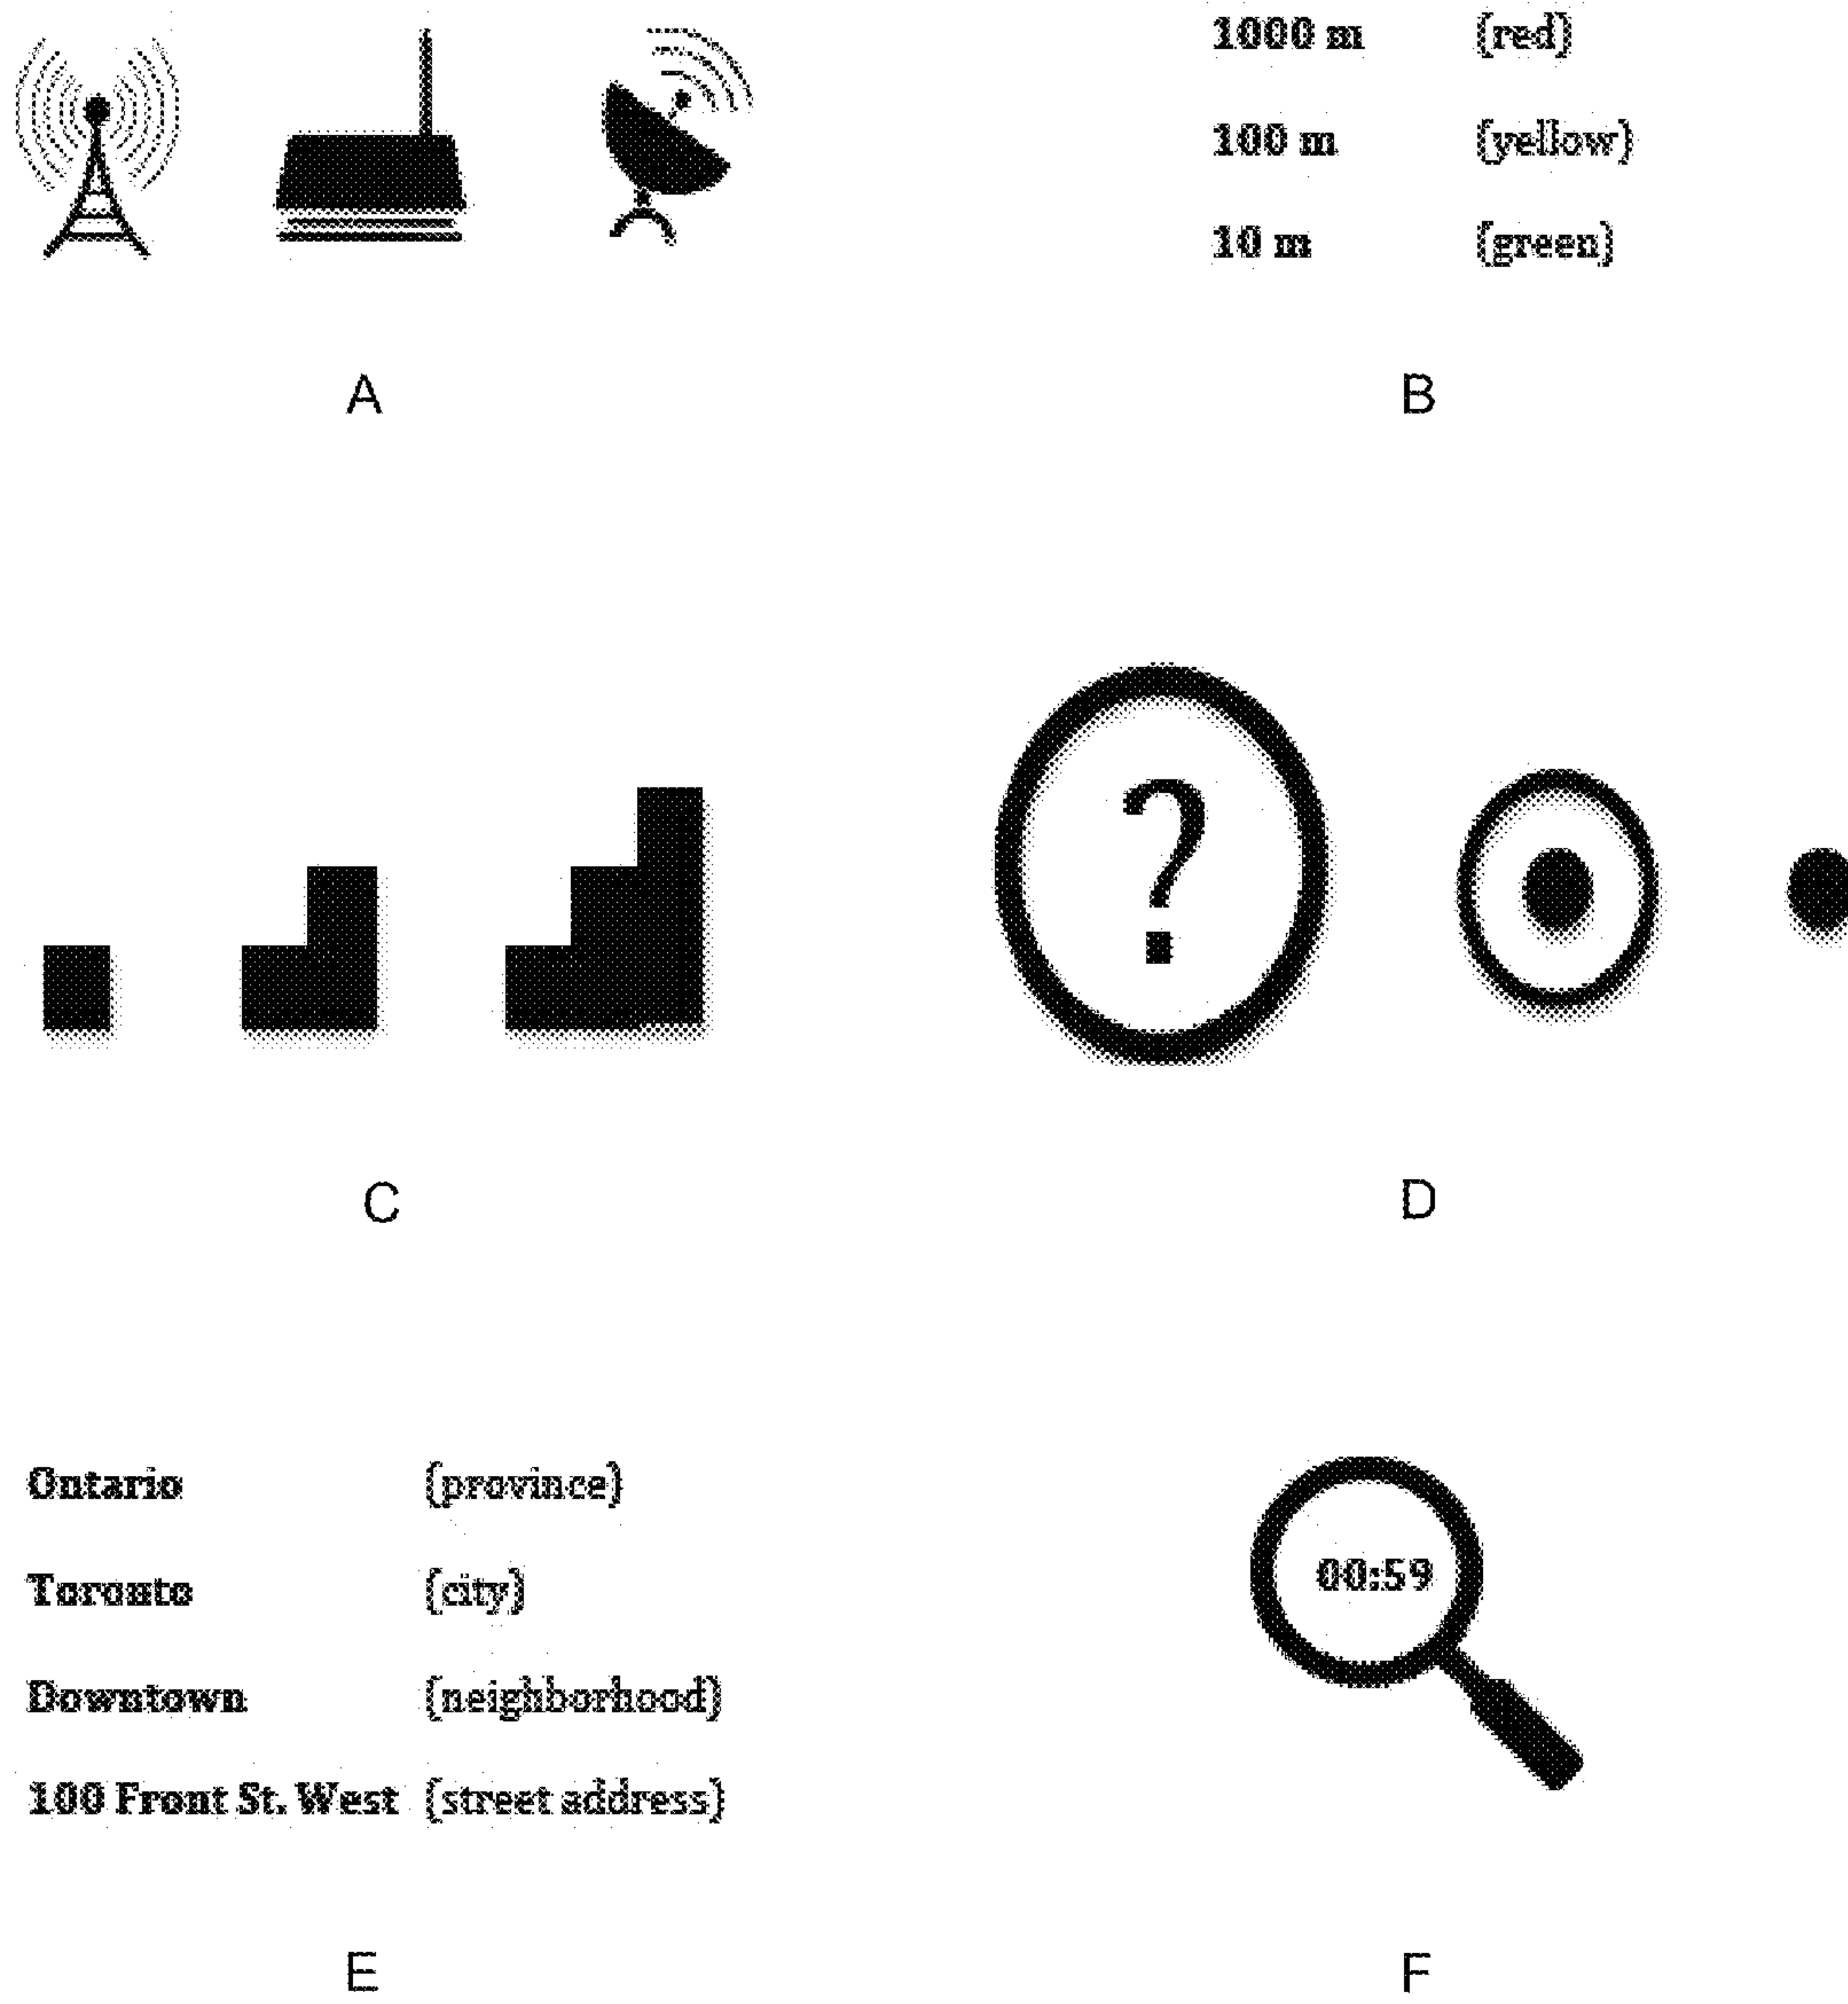 1000 m (red)
100 m (yellow)
10 m (green)
A B
?
C D
Ontario (province)
Toronto (city)
Downtown (neighborhood)
100 Front St. West (street address)
00:59
E F